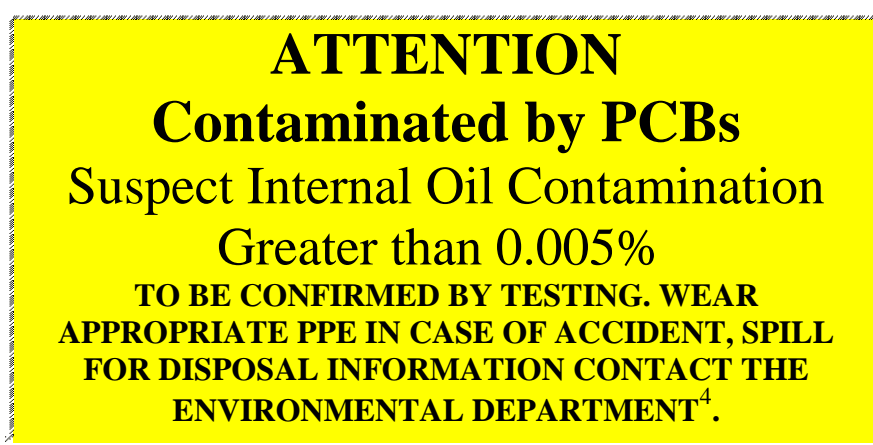 ATTENTION
Contaminated by PCBs
Suspect Internal Oil Contamination
Greater than 0.005%
TO BE CONFIRMED BY TESTING. WEAR
APPROPRIATE PPE IN CASE OF ACCIDENT, SPILL
FOR DISPOSAL INFORMATION CONTACT THE
ENVIRONMENTAL DEPARTMENT⁴.